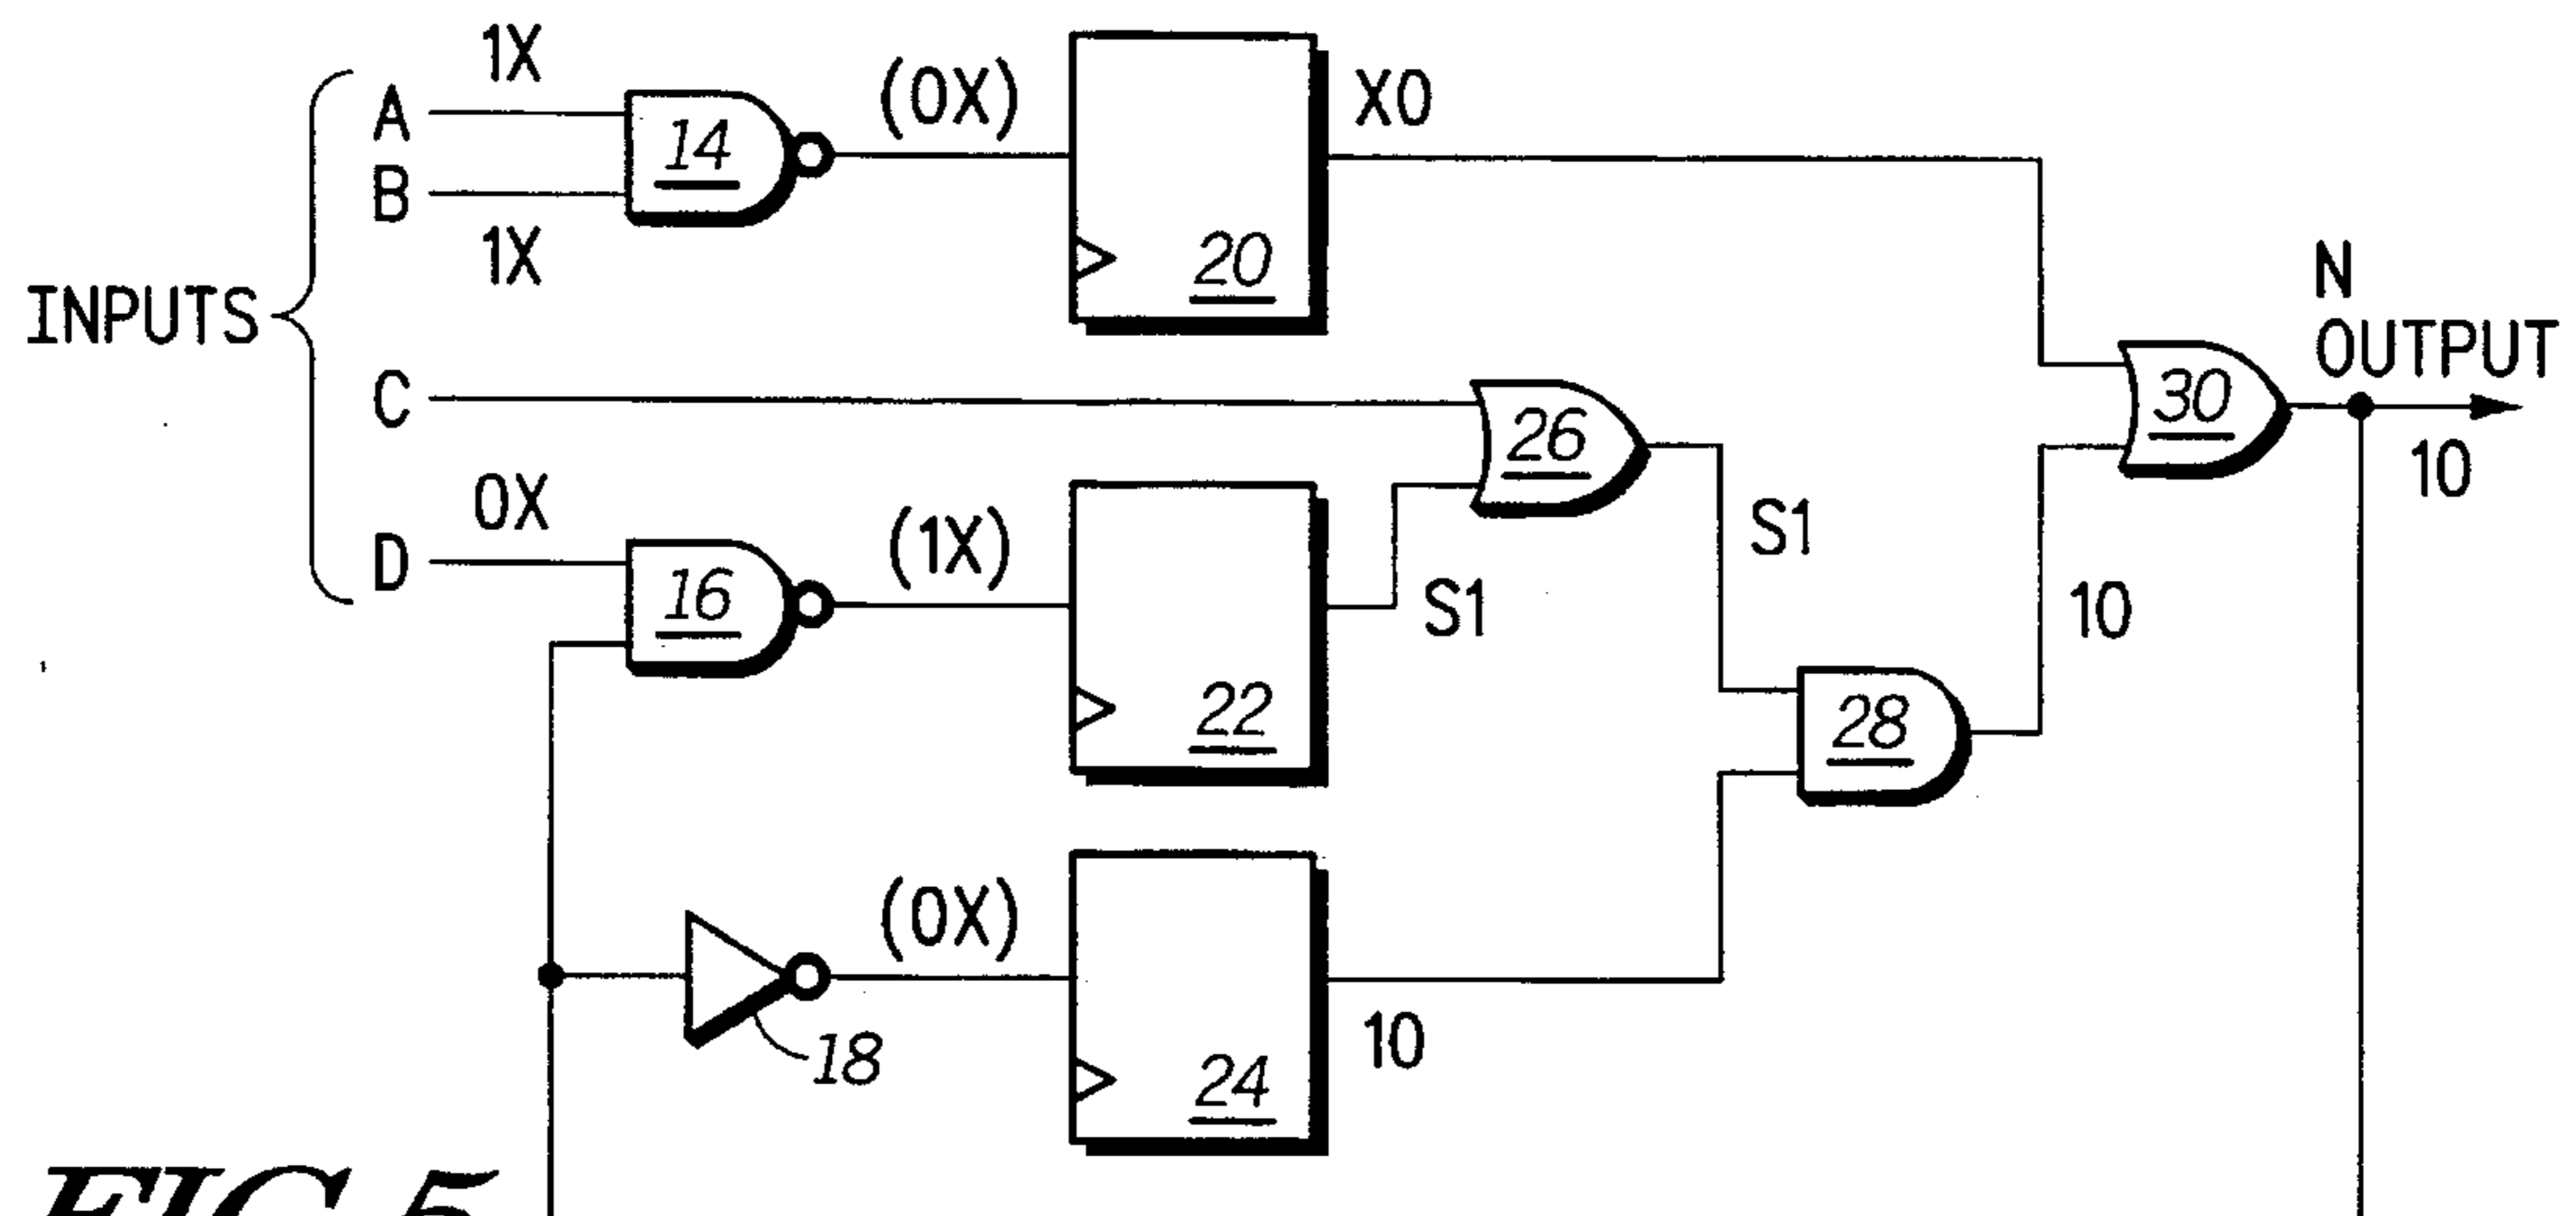 1X
A
14
(0X)
X0
B
1X
20
INPUTS
N
OUTPUT
30
10
C
26
S1
0X
D
16
(1X)
S1
10
22
28
(0X)
18
24
10
FIG.5